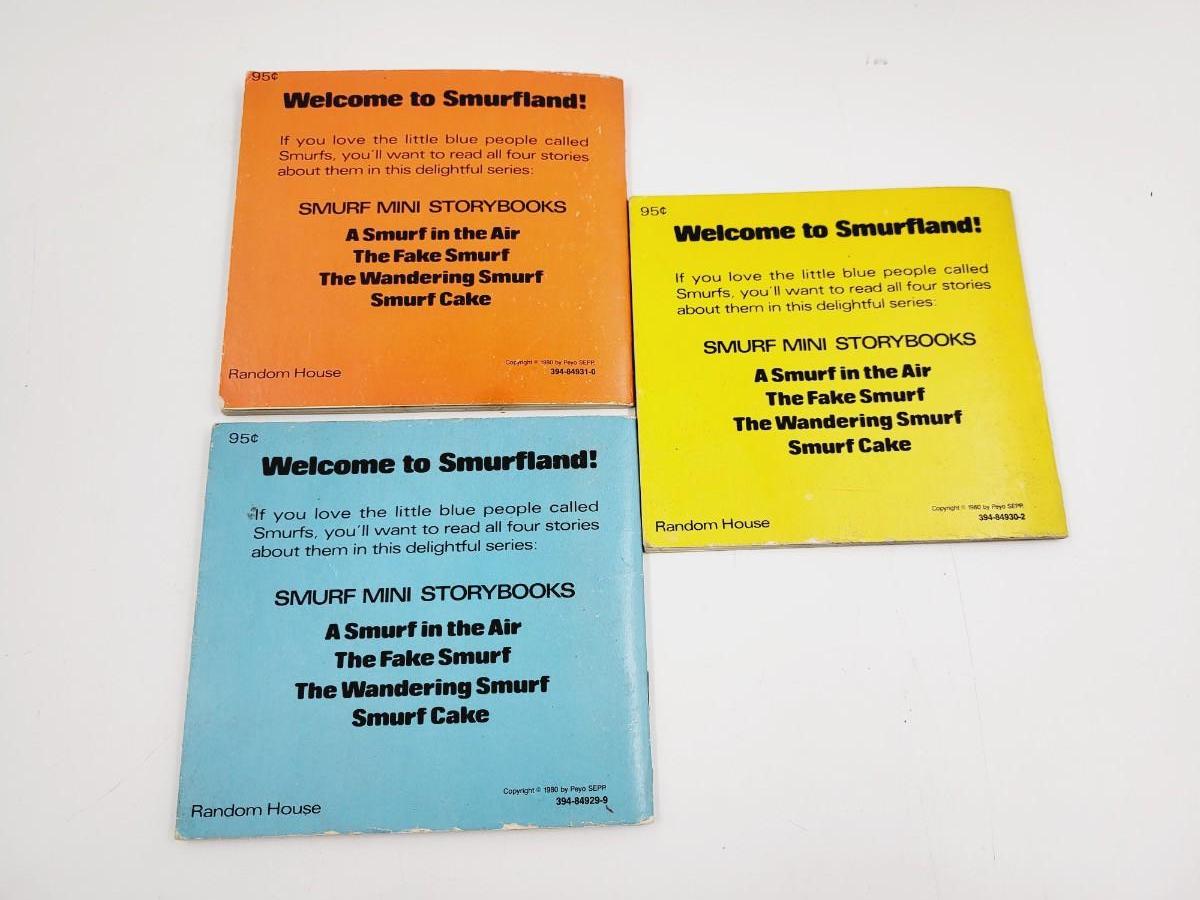 95¢
Welcome to Smurfland!
If you love the little blue people called
Smurfs, you'll want to read all four stories
about them in this delightful series:
SMURF MINI STORYBOOKS
A Smurf in the Air
The Fake Smurf
The Wandering Smurf
Smurf Cake
Random House
Copyright © 1980 by Peyo SEPP.
394-84931-0
95¢
Welcome to Smurfland!
If you love the little blue people called
Smurfs, you'll want to read all four stories
about them in this delightful series:
SMURF MINI STORYBOOKS
A Smurf in the Air
The Fake Smurf
The Wandering Smurf
Smurf Cake
Random House
Copyright © 1980 by Peyo SEPP.
394-84930-2
95¢
Welcome to Smurfland!
If you love the little blue people called
Smurfs, you'll want to read all four stories
about them in this delightful series:
SMURF MINI STORYBOOKS
A Smurf in the Air
The Fake Smurf
The Wandering Smurf
Smurf Cake
Random House
Copyright © 1980 by Peyo SEPP.
394-84929-9